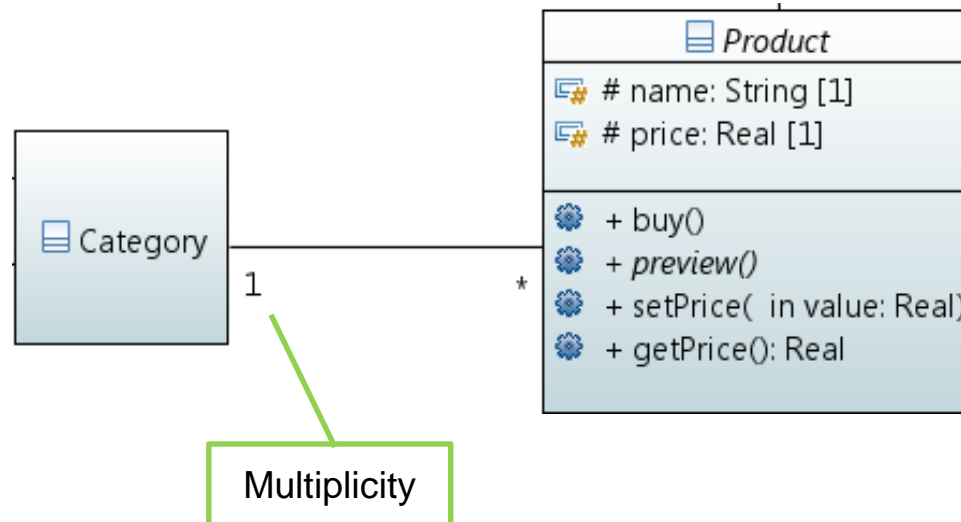 Product
# name: String [1]
# price: Real [1]
Category
1
*
+ buy()
+ preview()
+ setPrice( in value: Real)
+ getPrice(): Real
Multiplicity